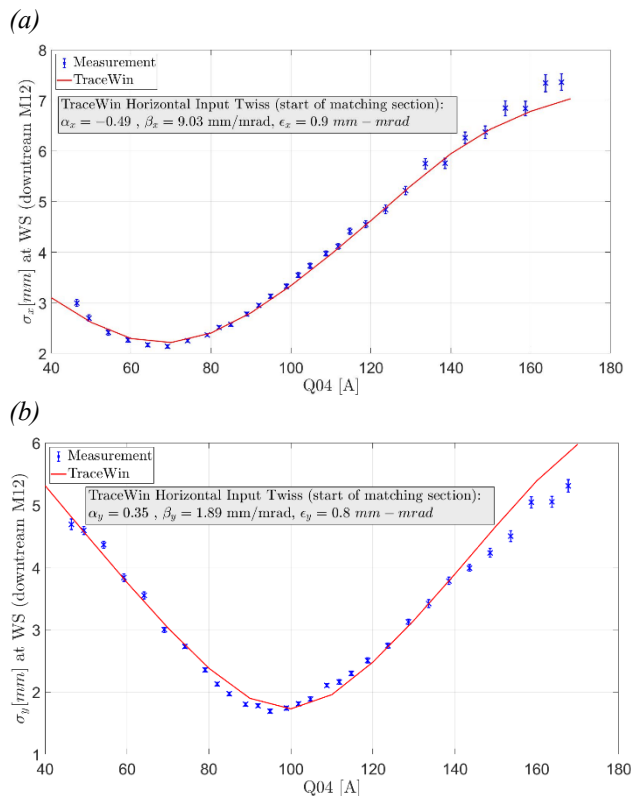 (a)
8
7
6
5
4
3
2
Measurement
TraceWin
TraceWin Horizontal Input Twiss (start of matching section):
αx = −0.49 , βx = 9.03 mm/mrad, ϵx = 0.9 mm − mrad
σx[mm] at WS (downtream M12)
40 60 80 100 120 140 160 180
Q04 [A]
(b)
6
5
4
3
2
1
Measurement
TraceWin
TraceWin Horizontal Input Twiss (start of matching section):
αy = 0.35 , βy = 1.89 mm/mrad, ϵy = 0.8 mm − mrad
σy[mm] at WS (downstream M12)
40 60 80 100 120 140 160 180
Q04 [A]